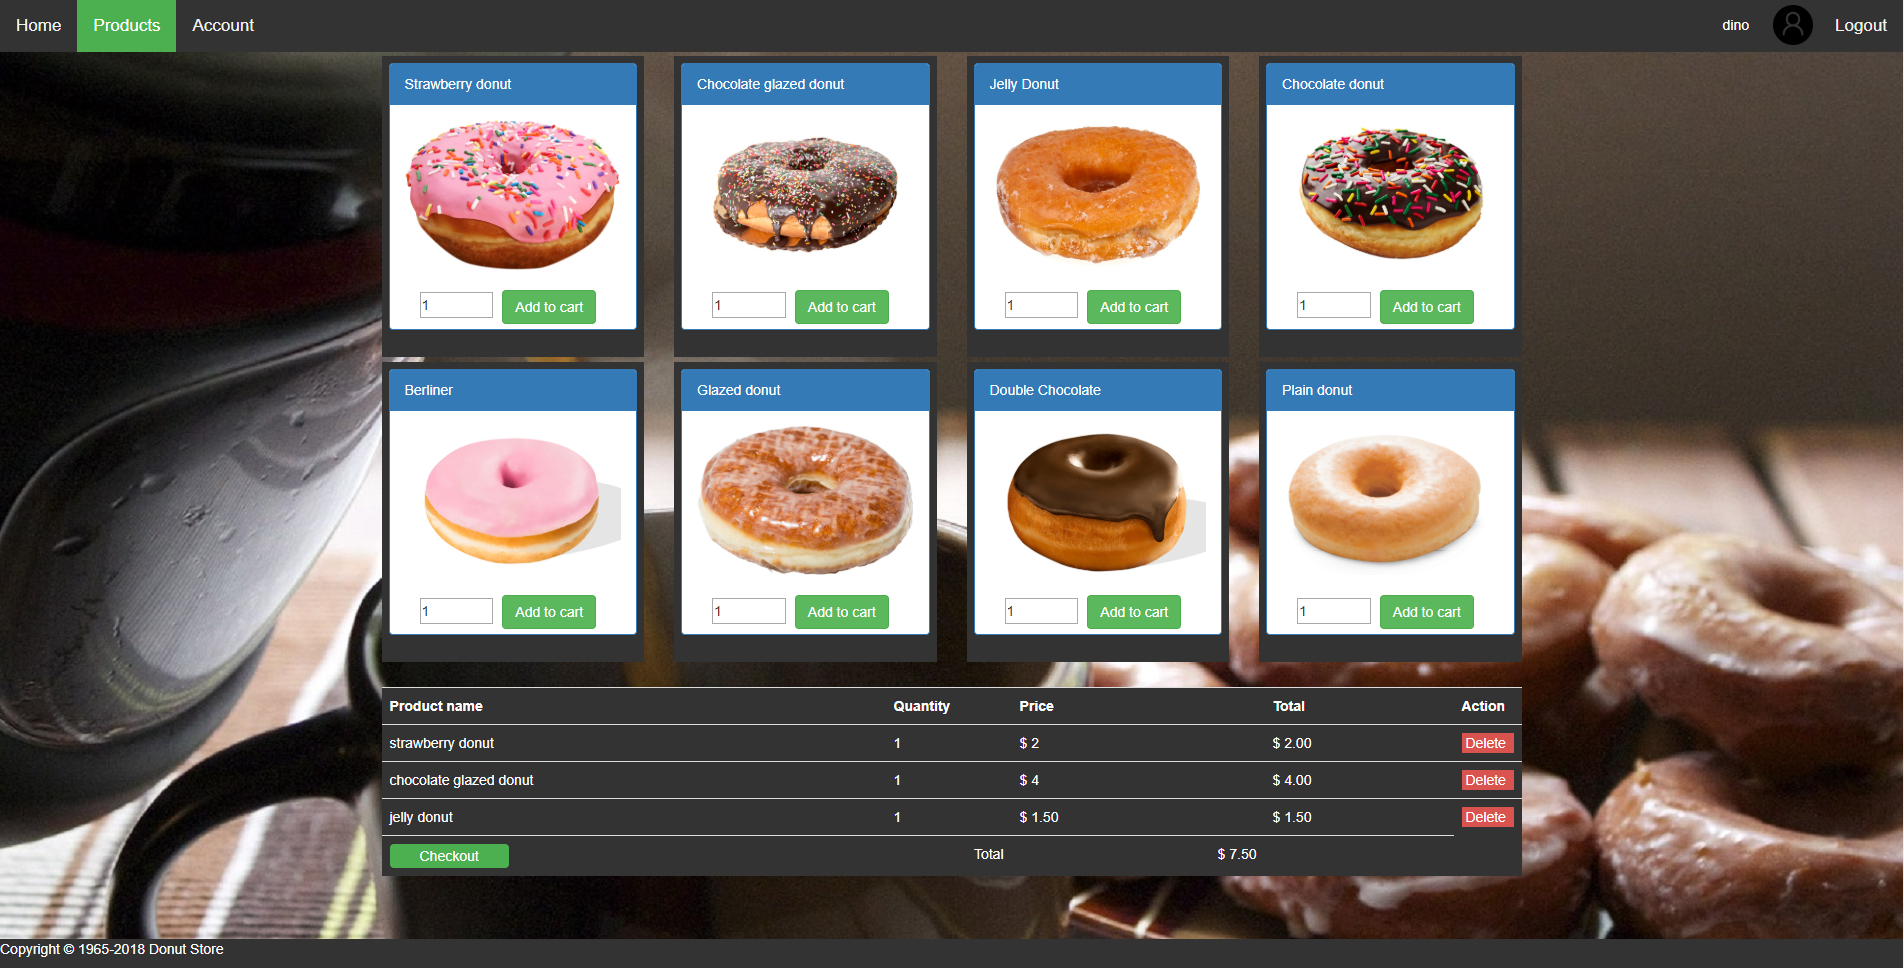 Home Products Account dino Logout
Strawberry donut Chocolate glazed donut Jelly Donut Chocolate donut
1 Add to cart 1 Add to cart 1 Add to cart 1 Add to cart
Berliner Glazed donut Double Chocolate Plain donut
1 Add to cart 1 Add to cart 1 Add to cart 1 Add to cart
Product name Quantity Price Total Action
strawberry donut 1 $ 2 $ 2.00 Delete
chocolate glazed donut 1 $ 4 $ 4.00 Delete
jelly donut 1 $ 1.50 $ 1.50 Delete
Checkout Total $ 7.50
Copyright © 1965-2018 Donut Store